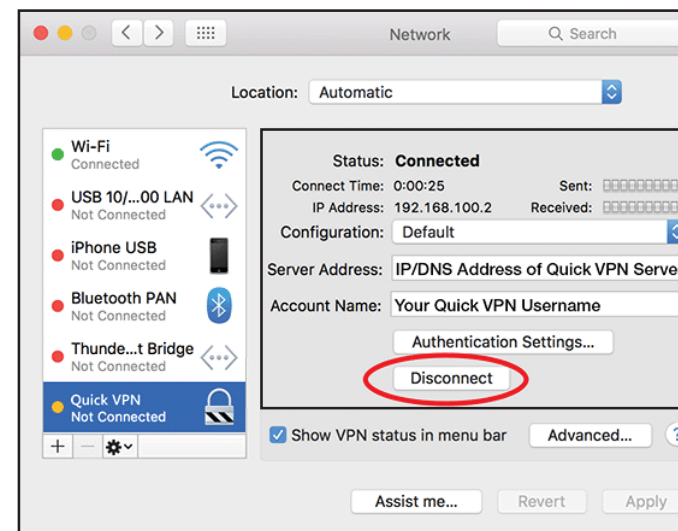 Network
Search
Location: Automatic
Wi-Fi
Connected
USB 10/...00 LAN
Not Connected
iPhone USB
Not Connected
Bluetooth PAN
Not Connected
Thunde...t Bridge
Not Connected
Quick VPN
Not Connected
Status: Connected
Connect Time: 0:00:25 Sent:
IP Address: 192.168.100.2 Received:
Configuration: Default
Server Address: IP/DNS Address of Quick VPN Serve
Account Name: Your Quick VPN Username
Authentication Settings...
Disconnect
Show VPN status in menu bar Advanced... ?
Assist me... Revert Apply